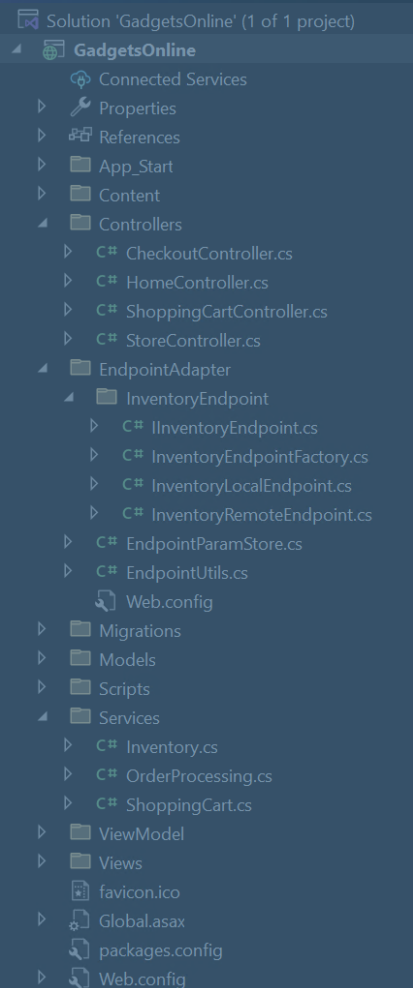 Solution 'GadgetsOnline' (1 of 1 project)
GadgetsOnline
Connected Services
Properties
References
App_Start
Content
Controllers
C# CheckoutController.cs
C# HomeController.cs
C# ShoppingCartController.cs
C# StoreController.cs
EndpointAdapter
InventoryEndpoint
C# IInventoryEndpoint.cs
C# InventoryEndpointFactory.cs
C# InventoryLocalEndpoint.cs
C# InventoryRemoteEndpoint.cs
C# EndpointParamStore.cs
C# EndpointUtils.cs
Web.config
Migrations
Models
Scripts
Services
C# Inventory.cs
C# OrderProcessing.cs
C# ShoppingCart.cs
ViewModel
Views
favicon.ico
Global.asax
packages.config
Web.config